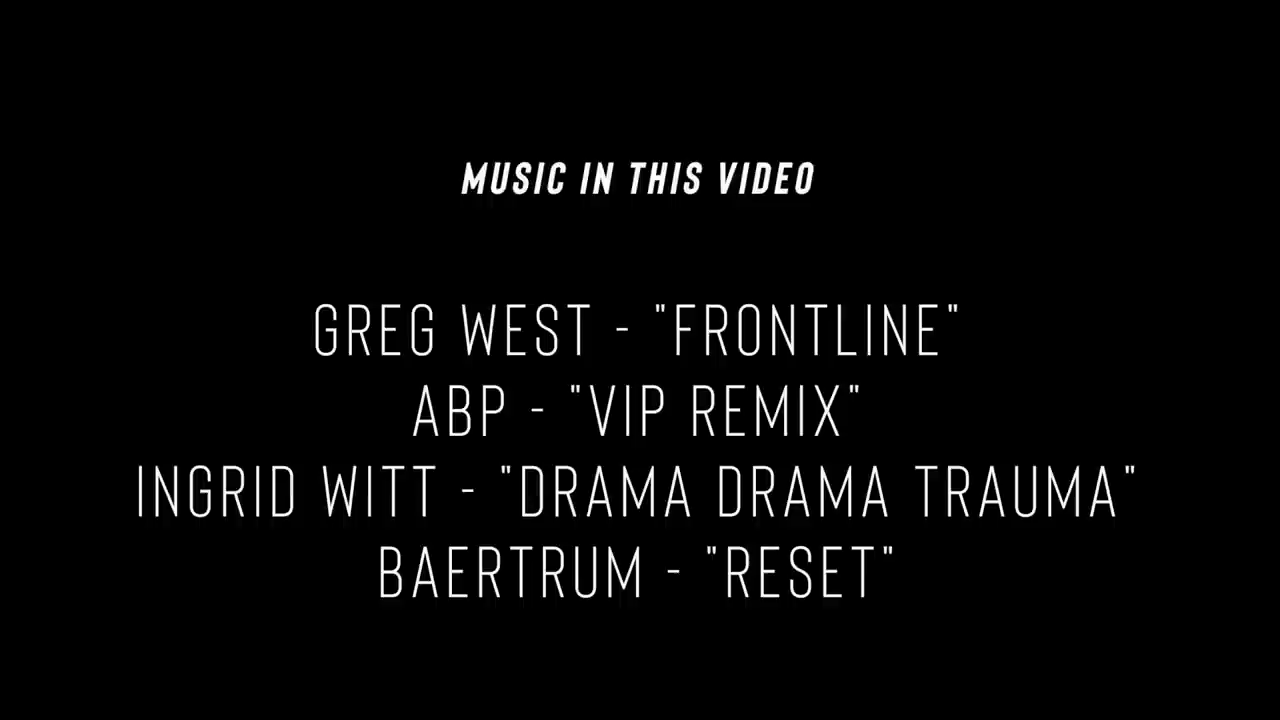 MUSIC IN THIS VIDEO
GREG WEST - "FRONTLINE"
ABP - "VIP REMIX"
INGRID WITT - "DRAMA DRAMA TRAUMA"
BAERTRUM - "RESET"